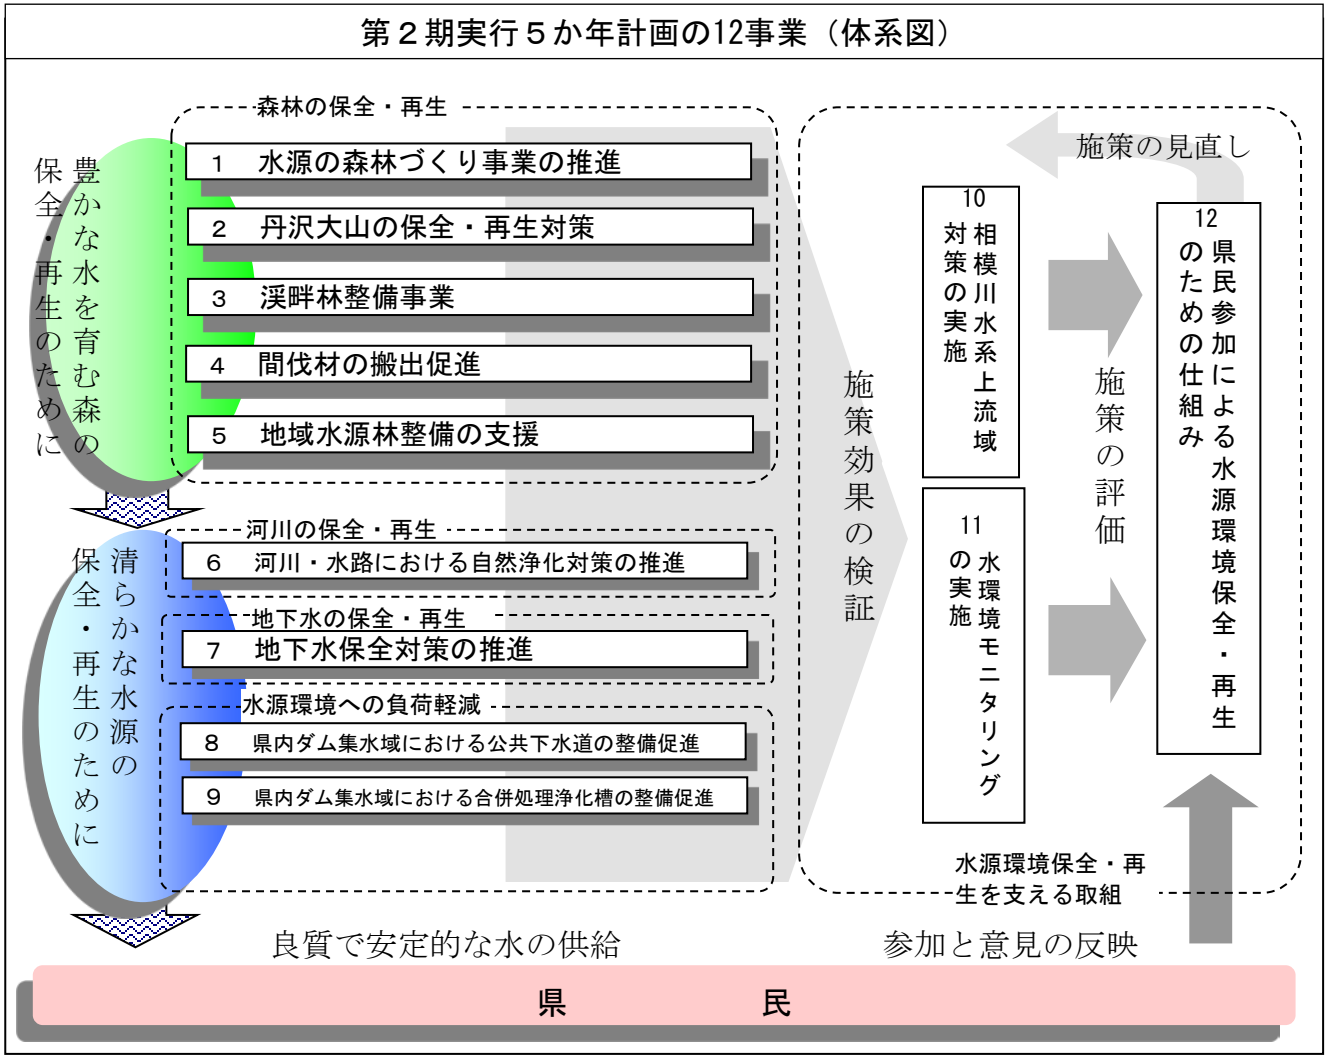 第２期実行５か年計画の12事業（体系図）
豊かな水を育む森の
保全・再生のために
森林の保全・再生
１ 水源の森林づくり事業の推進
２ 丹沢大山の保全・再生対策
３ 渓畔林整備事業
４ 間伐材の搬出促進
５ 地域水源林整備の支援
清らかな水源の
保全・再生のために
河川の保全・再生
６ 河川・水路における自然浄化対策の推進
地下水の保全・再生
７ 地下水保全対策の推進
水源環境への負荷軽減
８ 県内ダム集水域における公共下水道の整備促進
９ 県内ダム集水域における合併処理浄化槽の整備促進
施策効果の検証
10
相模川水系上流域
対策の実施
11
水環境モニタリング
の実施
施策の評価
施策の見直し
12
県民参加による水源環境保全・再生
のための仕組み
水源環境保全・再
生を支える取組
良質で安定的な水の供給
参加と意見の反映
県民